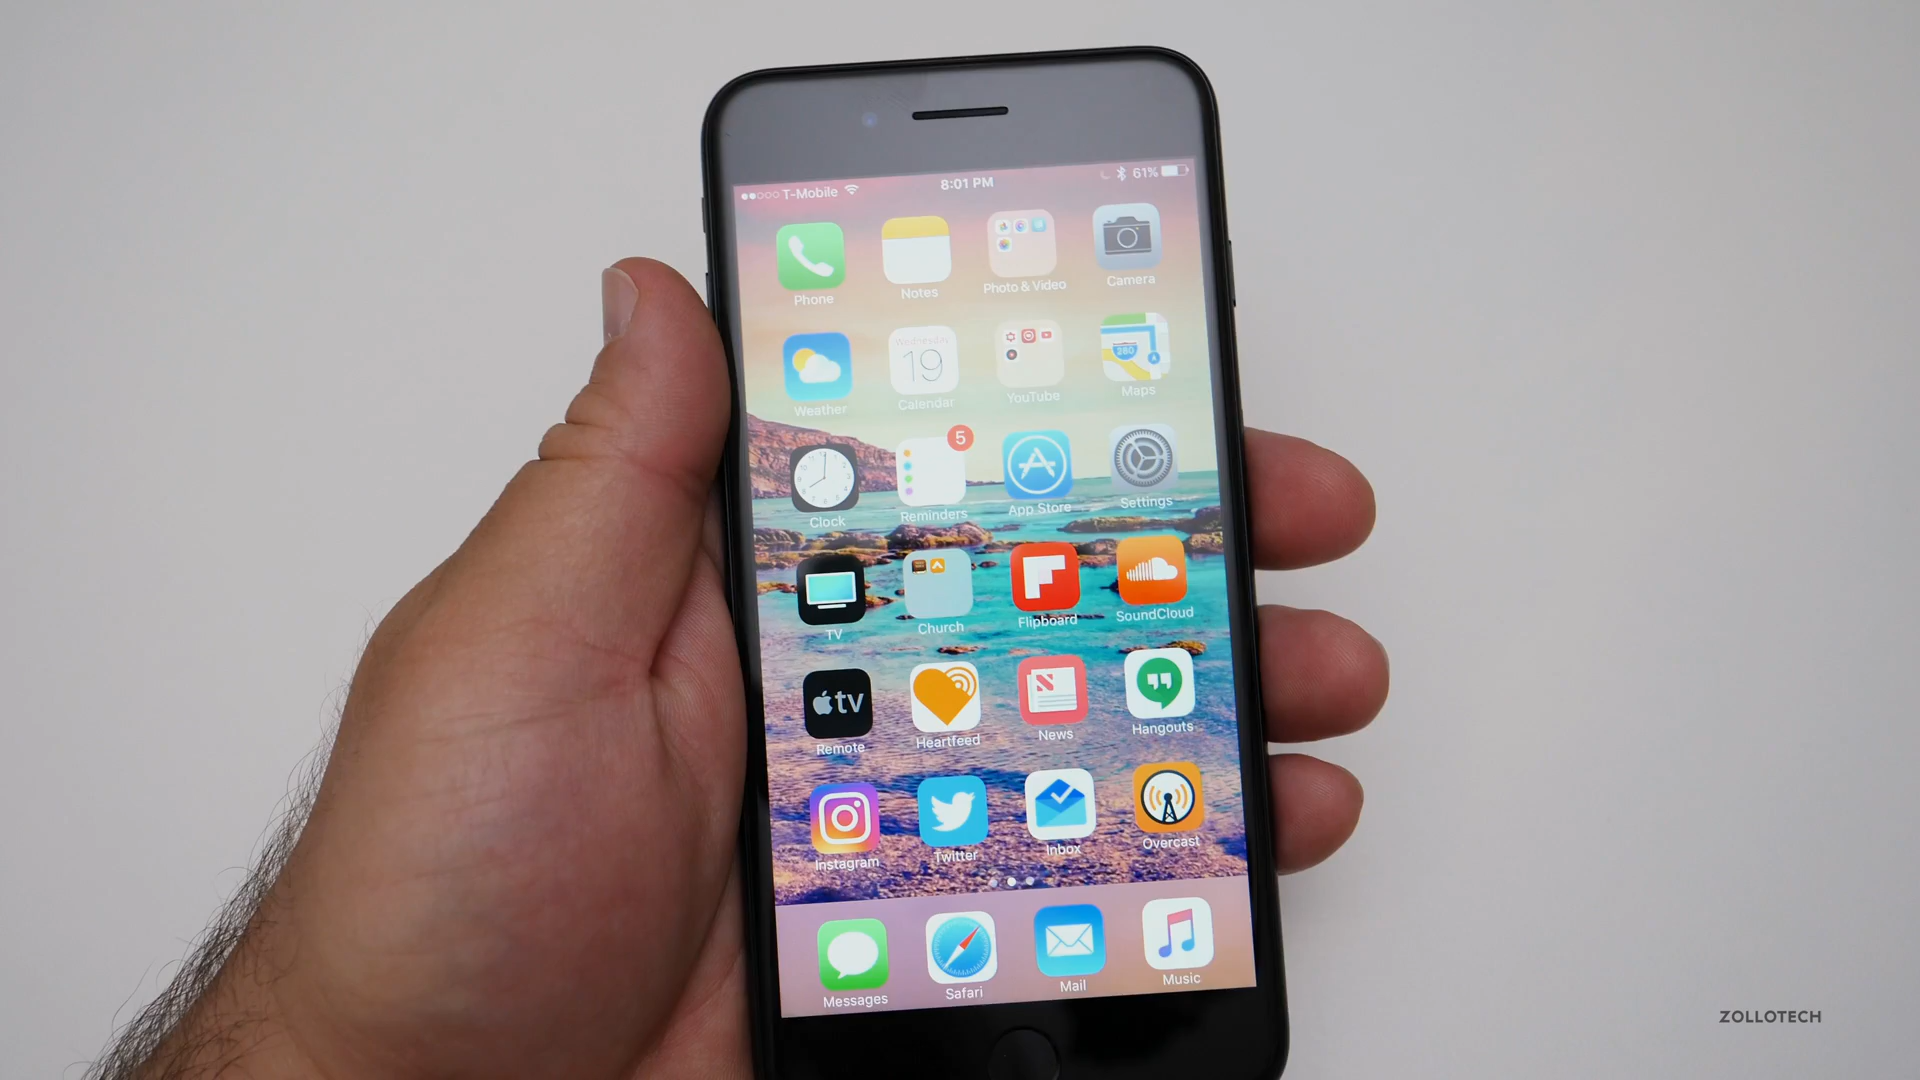 T-Mobile 8:01 PM 61%
Phone Notes Photo & Video Camera
Wednesday
19
280
Weather Calendar YouTube Maps
5
Clock Reminders App Store Settings
TV Church Flipboard SoundCloud
tv
Remote Heartfeed News Hangouts
Instagram Twitter Inbox Overcast
Messages Safari Mail Music
ZOLLOTECH